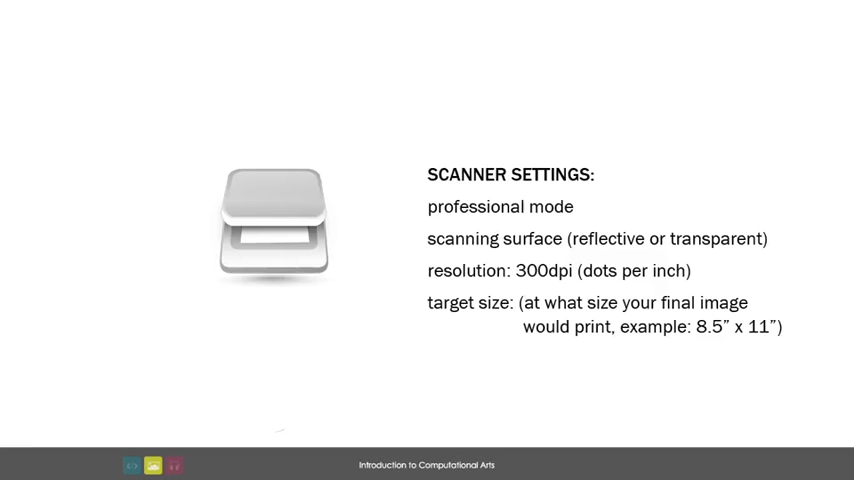 SCANNER SETTINGS:
professional mode
scanning surface (reflective or transparent)
resolution: 300dpi (dots per inch)
target size: (at what size your final image
would print, example: 8.5” x 11”)
Introduction to Computational Arts